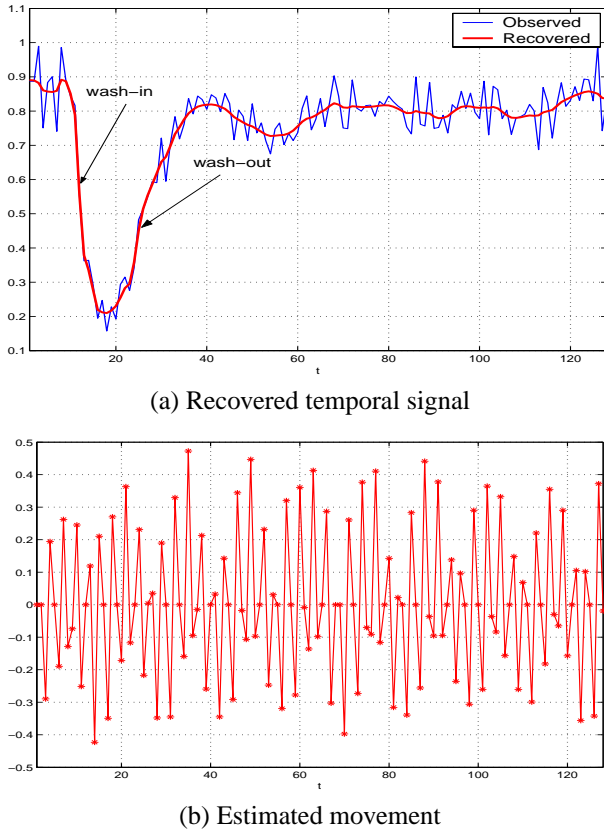 1.1
Observed
Recovered
1
0.9
wash-in
0.8
0.7
wash-out
0.6
0.5
0.4
0.3
0.2
0.1
20 40 60 80 100 120
t
(a) Recovered temporal signal
0.5
0.4
0.3
0.2
0.1
0
−0.1
−0.2
−0.3
−0.4
−0.5
20 40 60 80 100 120
t
(b) Estimated movement